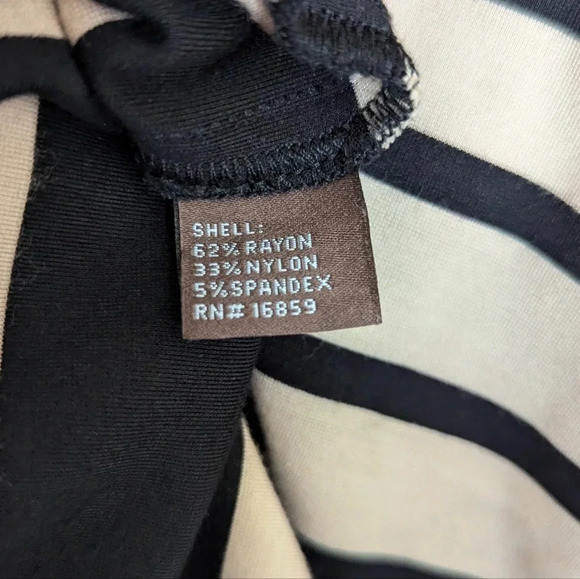 SHELL:
62% RAYON
33% NYLON
5% SPANDEX
RN# 16859